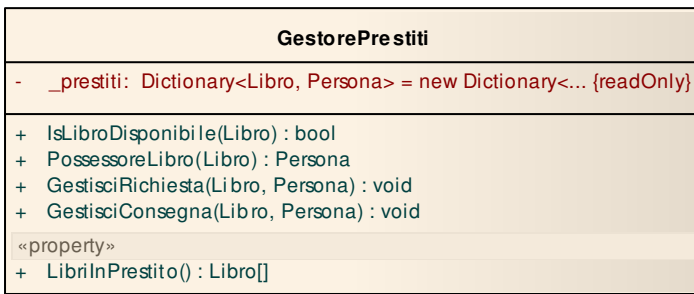 GestorePrestiti
- _prestiti: Dictionary<Libro, Persona> = new Dictionary<... {readOnly}
+ IsLibroDisponibile(Libro) : bool
+ PossessoreLibro(Libro) : Persona
+ GestisciRichiesta(Libro, Persona) : void
+ GestisciConsegna(Libro, Persona) : void
«property»
+ LibriInPrestito() : Libro[]